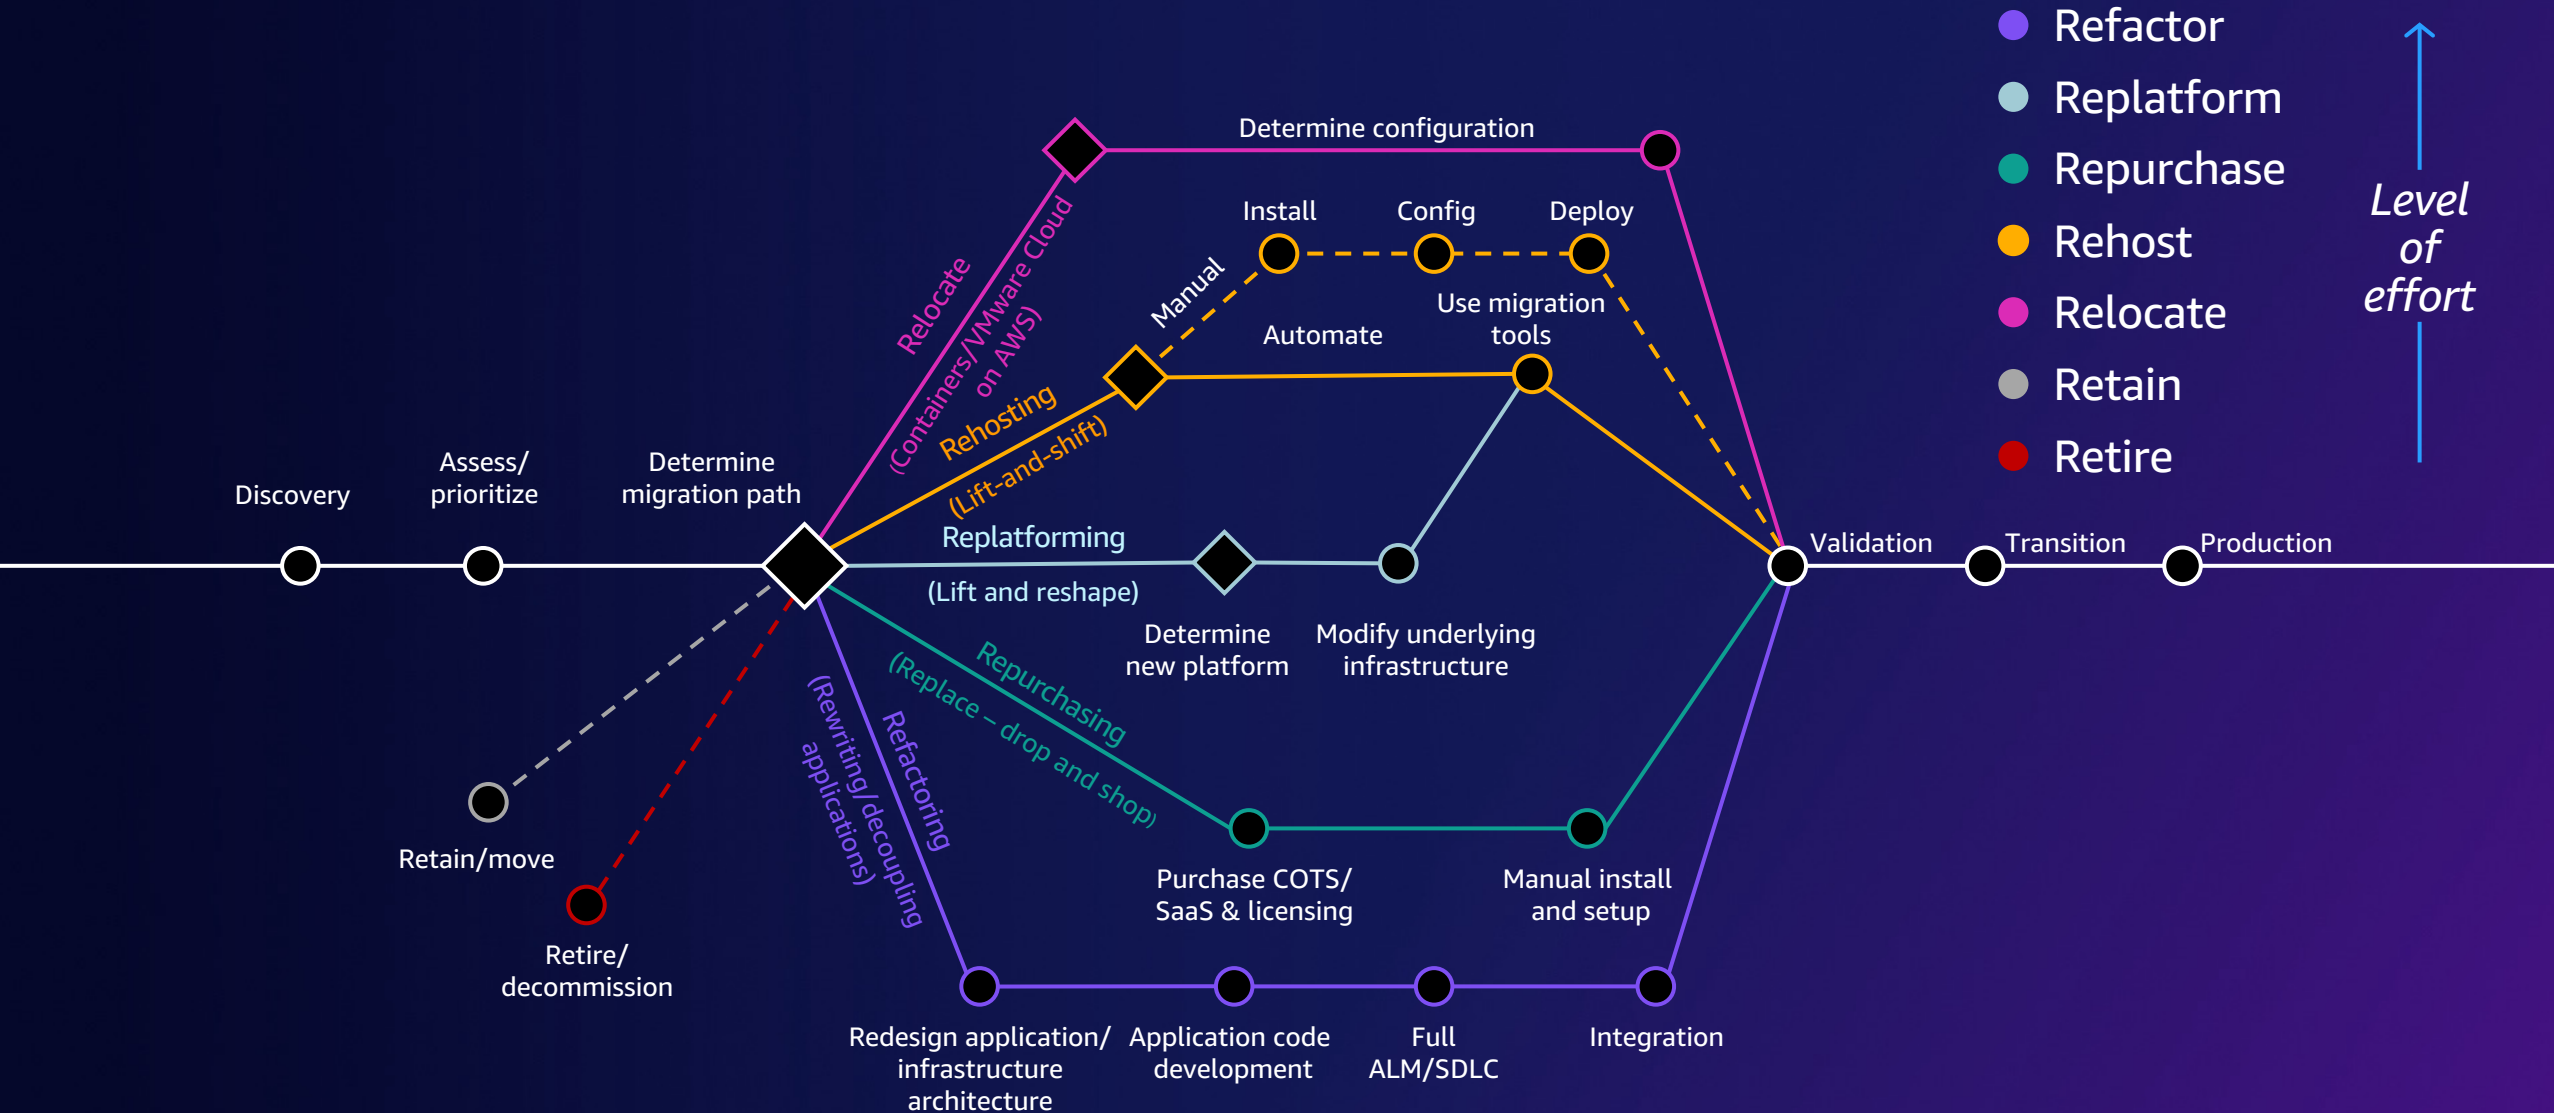 Refactor
Replatform
Repurchase
Rehost
Relocate
Retain
Retire
Level
of
effort
Discovery
Assess/
prioritize
Determine
migration path
Relocate
(Containers/VMware Cloud
on AWS)
Determine configuration
Rehosting
(Lift-and-shift)
Manual
Install
Config
Deploy
Automate
Use migration
tools
Replatforming
(Lift and reshape)
Determine
new platform
Modify underlying
infrastructure
Repurchasing
(Replace – drop and shop)
Purchase COTS/
SaaS & licensing
Manual install
and setup
Refactoring
(Rewriting/decoupling
applications)
Redesign application/
infrastructure
architecture
Application code
development
Full
ALM/SDLC
Integration
Retain/move
Retire/
decommission
Validation
Transition
Production